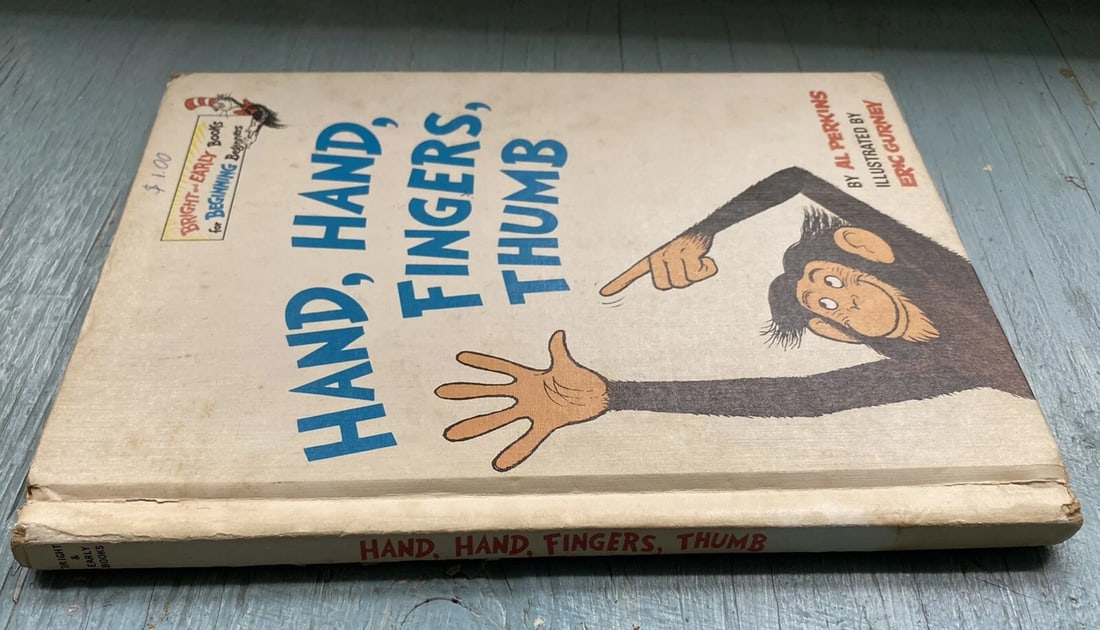 $1.00
BRIGHT and EARLY Books
for BEGINNING Beginners
HAND, HAND,
FINGERS,
THUMB
BY AL PERKINS
ILLUSTRATED BY
ERIC GURNEY
BRIGHT
&
EARLY
BOOKS
HAND, HAND, FINGERS, THUMB